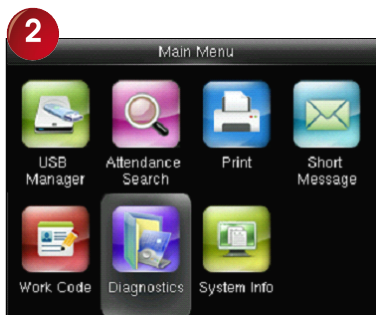 2
Main Menu
USB Manager
Attendance Search
Print
Short Message
Work Code
Diagnostics
System Info